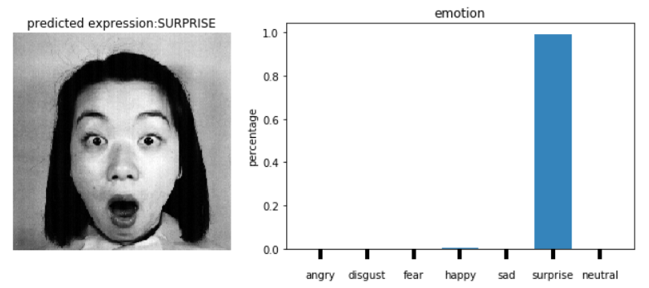 predicted expression:SURPRISE
emotion
percentage
1.0
0.8
0.6
0.4
0.2
0.0
angry disgust fear happy sad surprise neutral